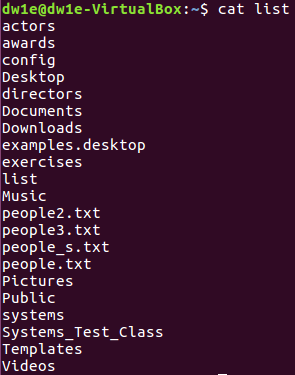 dw1e@dw1e-VirtualBox:~$ cat list
actors
awards
config
Desktop
directors
Documents
Downloads
examples.desktop
exercises
list
Music
people2.txt
people3.txt
people_s.txt
people.txt
Pictures
Public
systems
Systems_Test_Class
Templates
Videos